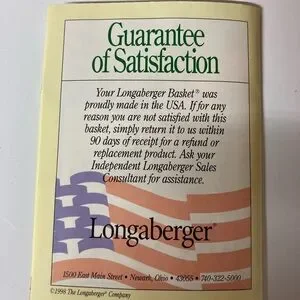 Guarantee
of Satisfaction
Your Longaberger Basket® was
proudly made in the USA. If for any
reason you are not satisfied with this
basket, simply return it to us within
90 days of receipt for a refund or
replacement product. Ask your
Independent Longaberger Sales
Consultant for assistance.
Longaberger™
1500 East Main Street • Newark, Ohio • 43055 • 740-322-5000
©1998 The Longaberger® Company